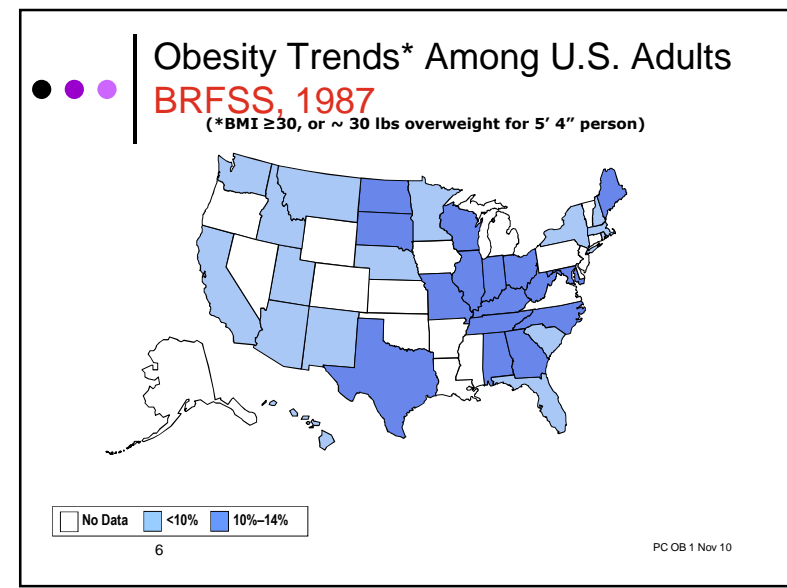 Obesity Trends* Among U.S. Adults
BRFSS, 1987
(*BMI ≥30, or ~ 30 lbs overweight for 5’ 4” person)
No Data <10% 10%–14%
6
PC OB 1 Nov 10